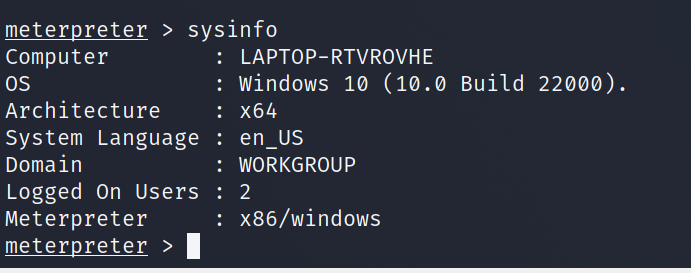 meterpreter > sysinfo
Computer        : LAPTOP-RTVROVHE
OS              : Windows 10 (10.0 Build 22000).
Architecture    : x64
System Language : en_US
Domain          : WORKGROUP
Logged On Users : 2
Meterpreter     : x86/windows
meterpreter >